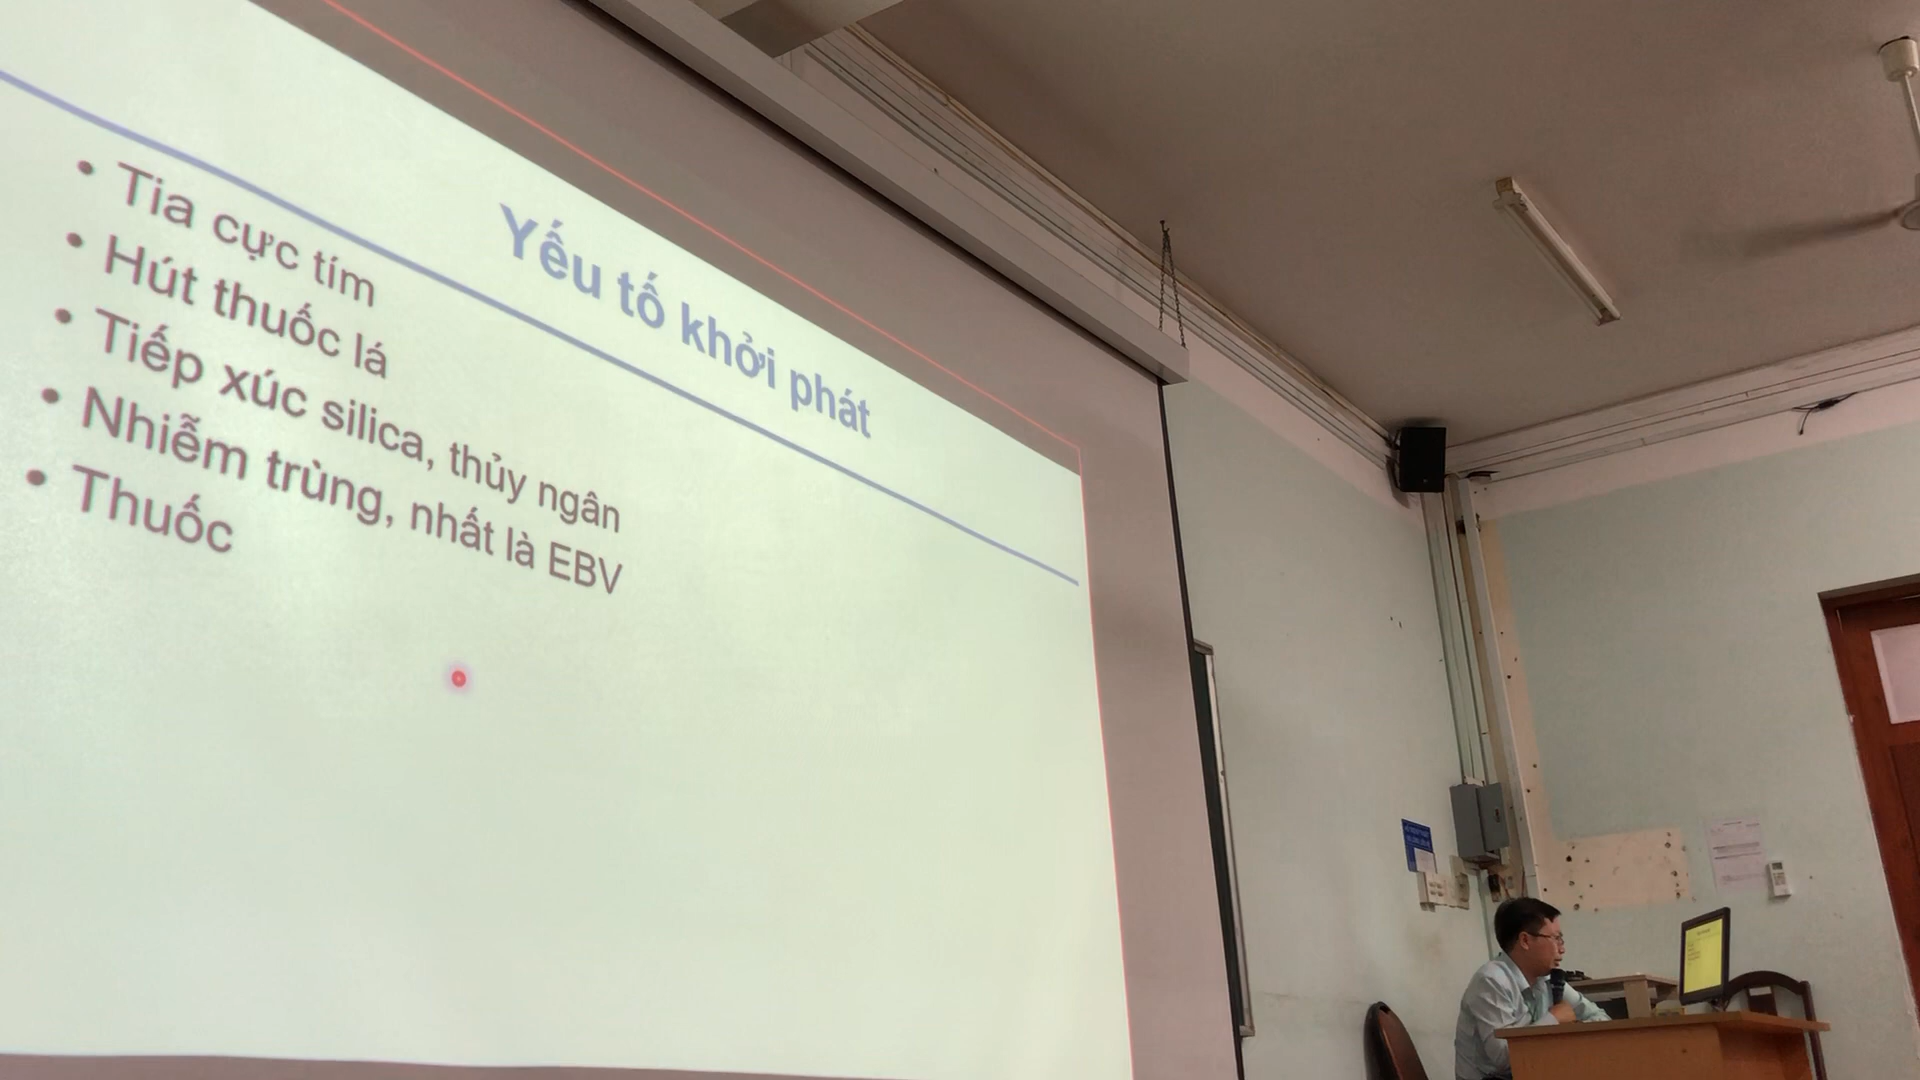 Yếu tố khởi phát
• Tia cực tím
• Hút thuốc lá
• Tiếp xúc silica, thủy ngân
• Nhiễm trùng, nhất là EBV
• Thuốc